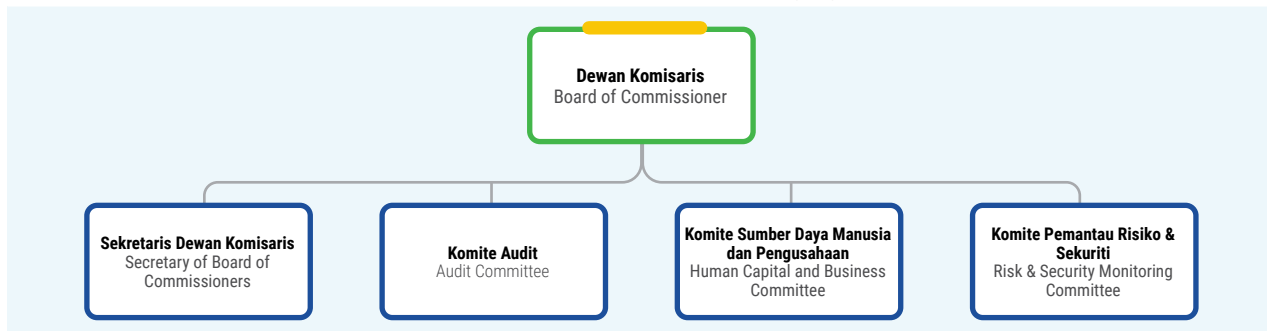 Dewan Komisaris
Board of Commissioner
Sekretaris Dewan Komisaris
Secretary of Board of
Commissioners
Komite Audit
Audit Committee
Komite Sumber Daya Manusia
dan Pengusahaan
Human Capital and Business
Committee
Komite Pemantau Risiko &
Sekuriti
Risk & Security Monitoring
Committee